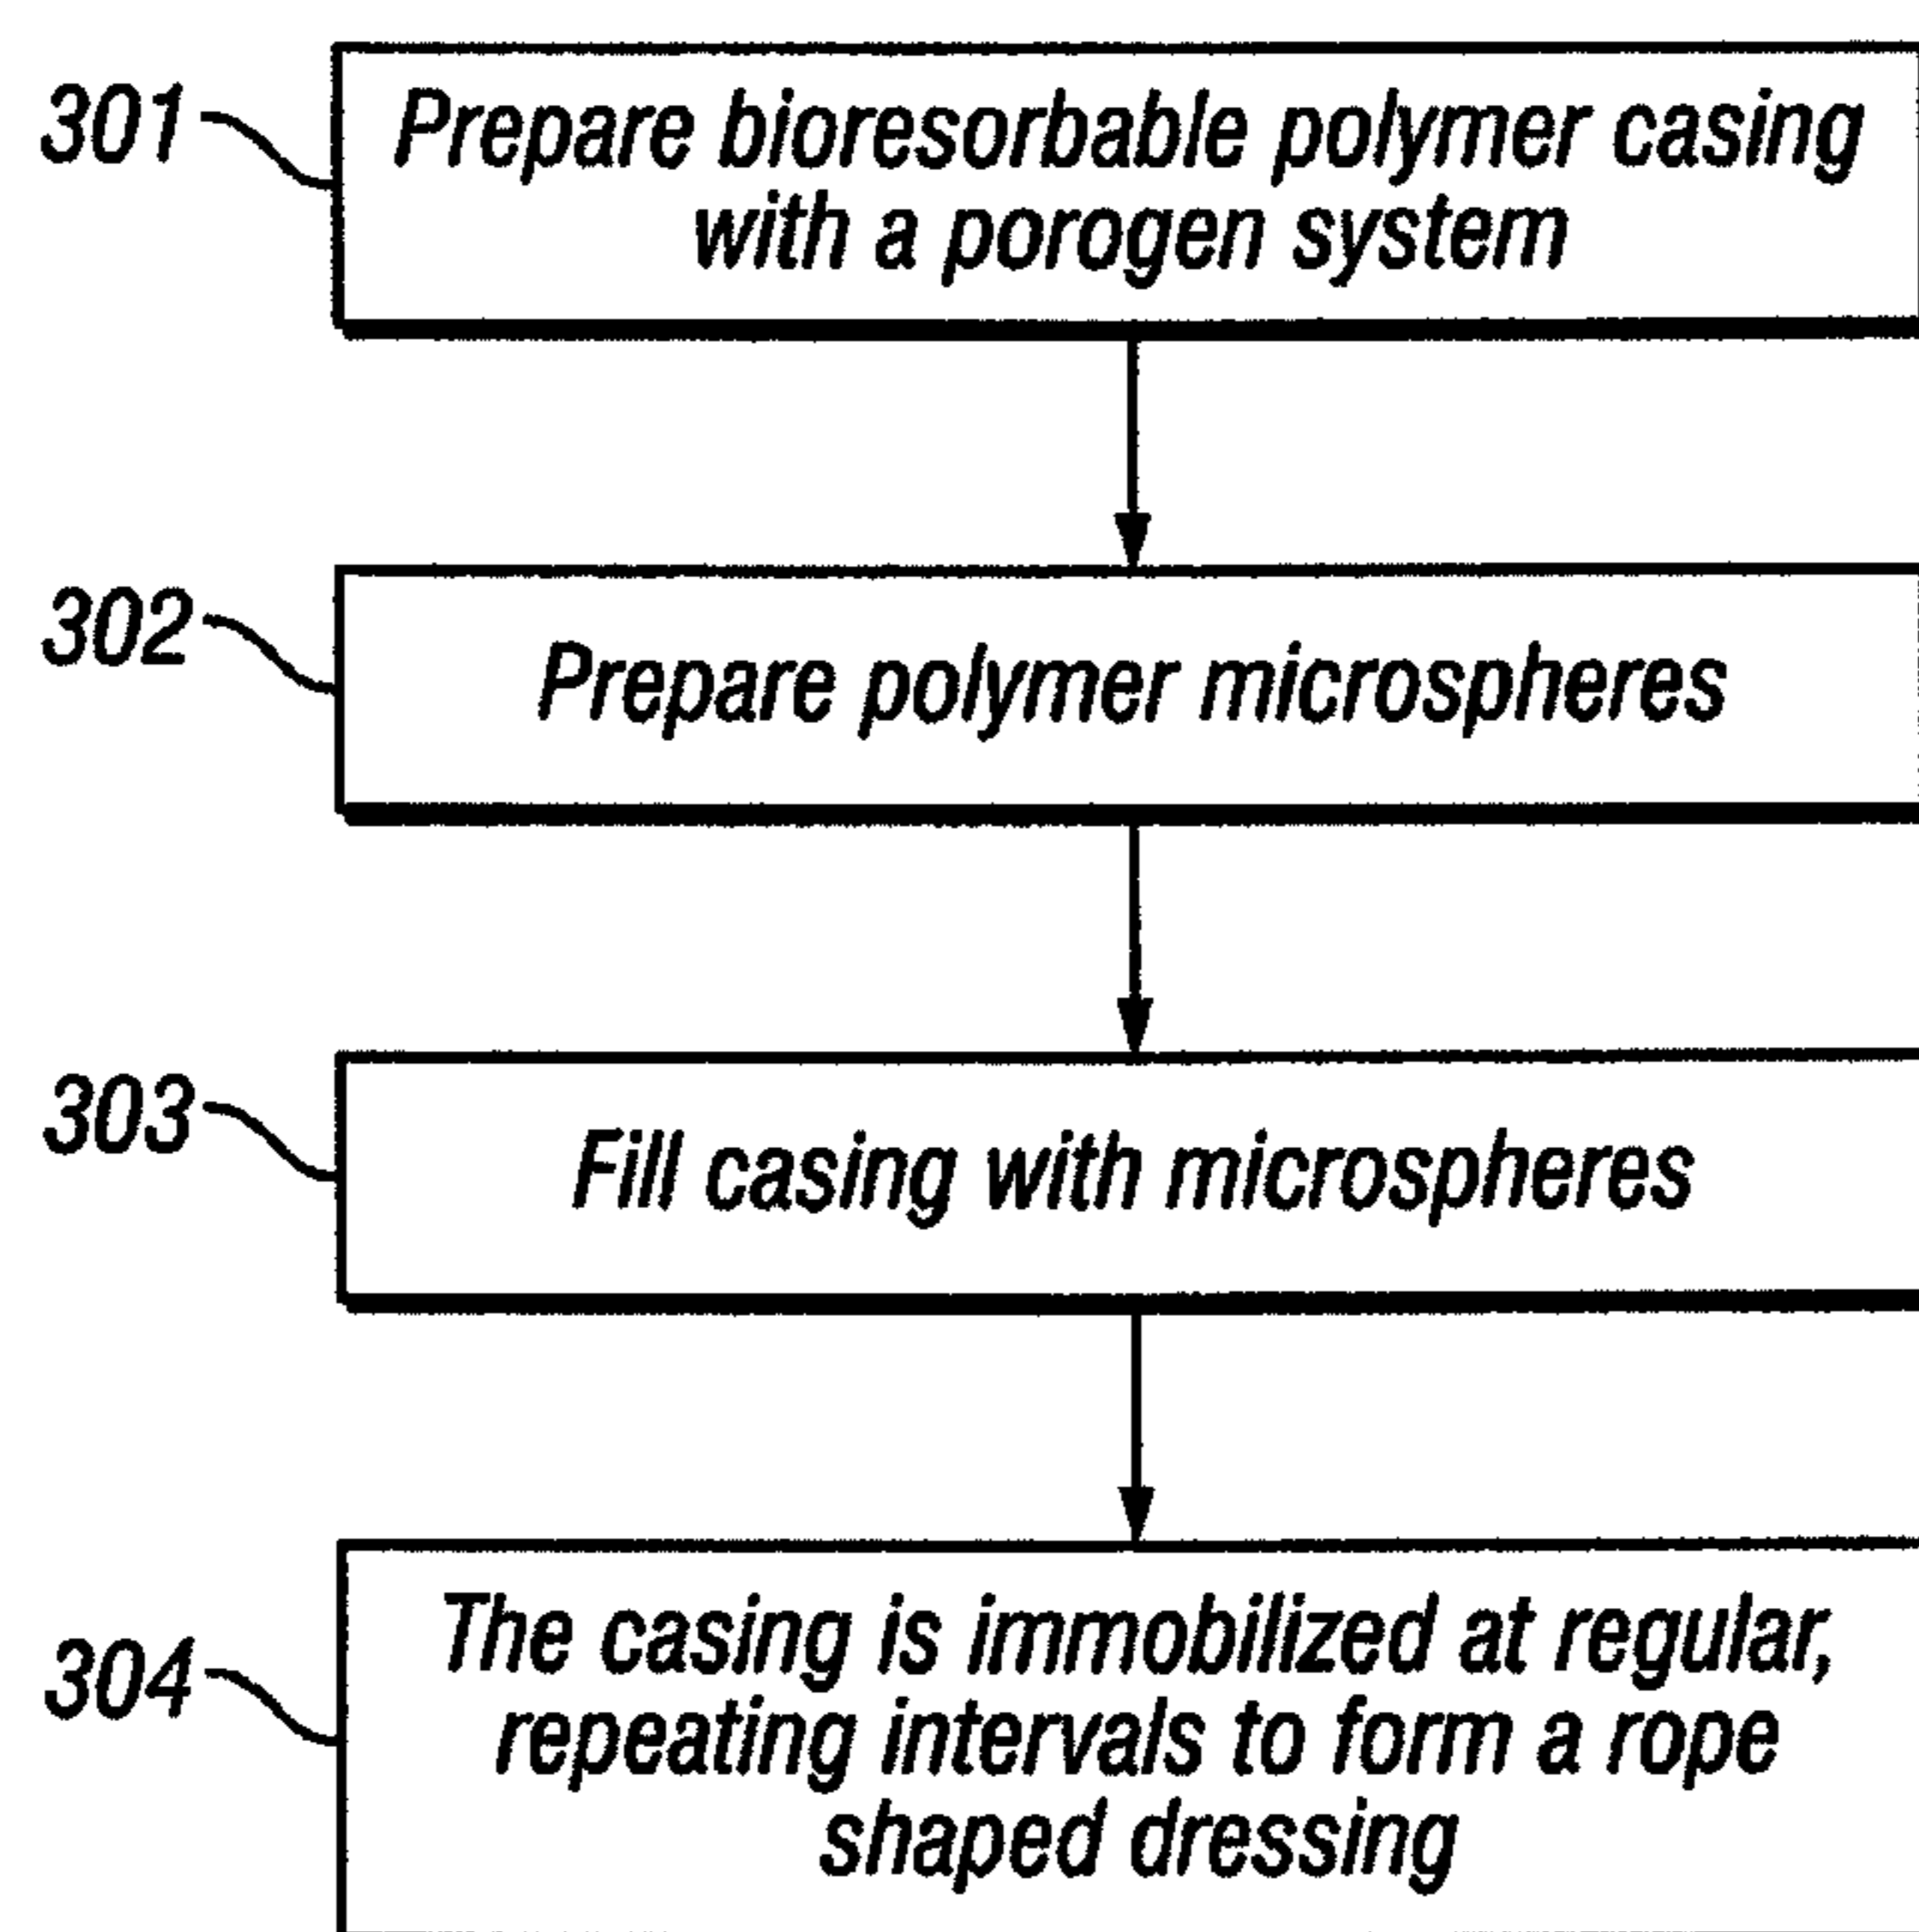 301
Prepare bioresorbable polymer casing
with a porogen system
302
Prepare polymer microspheres
303
Fill casing with microspheres
304
The casing is immobilized at regular,
repeating intervals to form a rope
shaped dressing